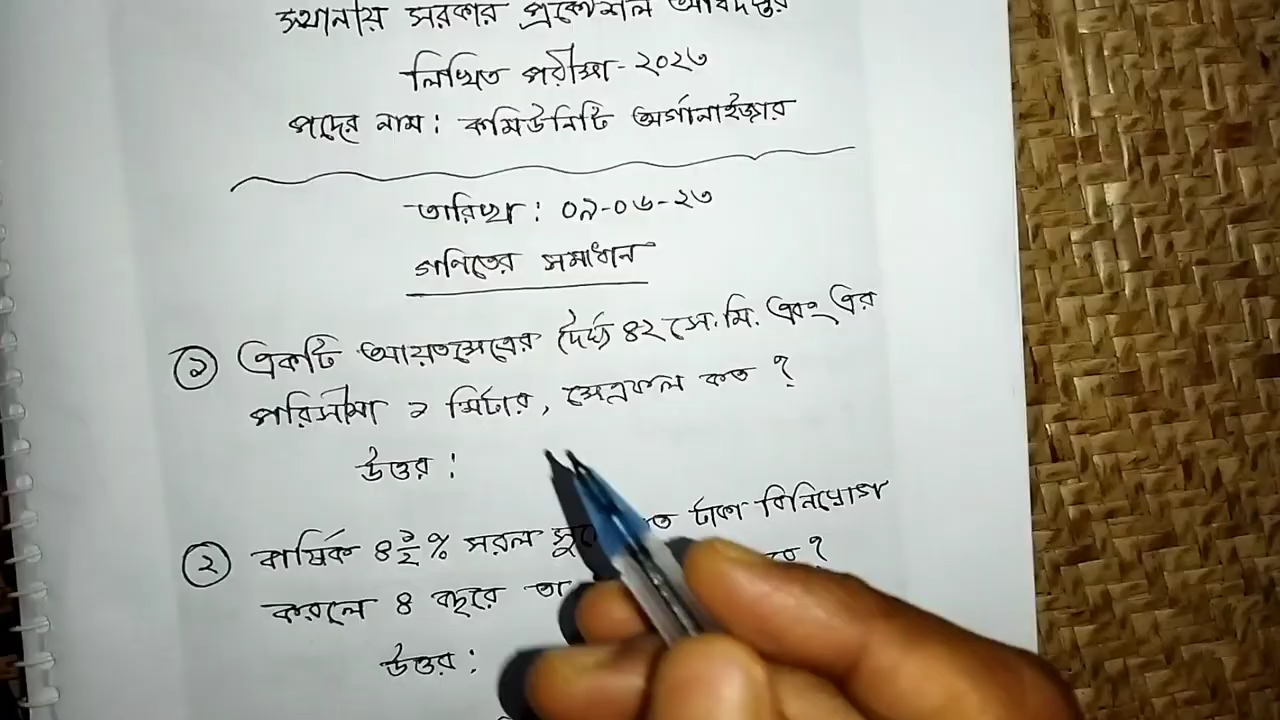 স্থানীয় সরকার প্রকৌশল অধিদপ্তর
লিখিত পরীক্ষা-২০২৩
পদের নাম: কমিউনিটি অর্গানাইজার
তারিখ: ০৯-০৬-২৩
গণিতের সমাধান
১ একটি আয়তক্ষেত্রের দৈর্ঘ্য ৪২ সে.মি. এবং এর
পরিসীমা ১ মিটার, ক্ষেত্রফল কত ?
উত্তর:
২ বার্ষিক ৪ ১/২ % সরল টাকা বিনিয়োগ
করলে ৪ বছরে ?
উত্তর: